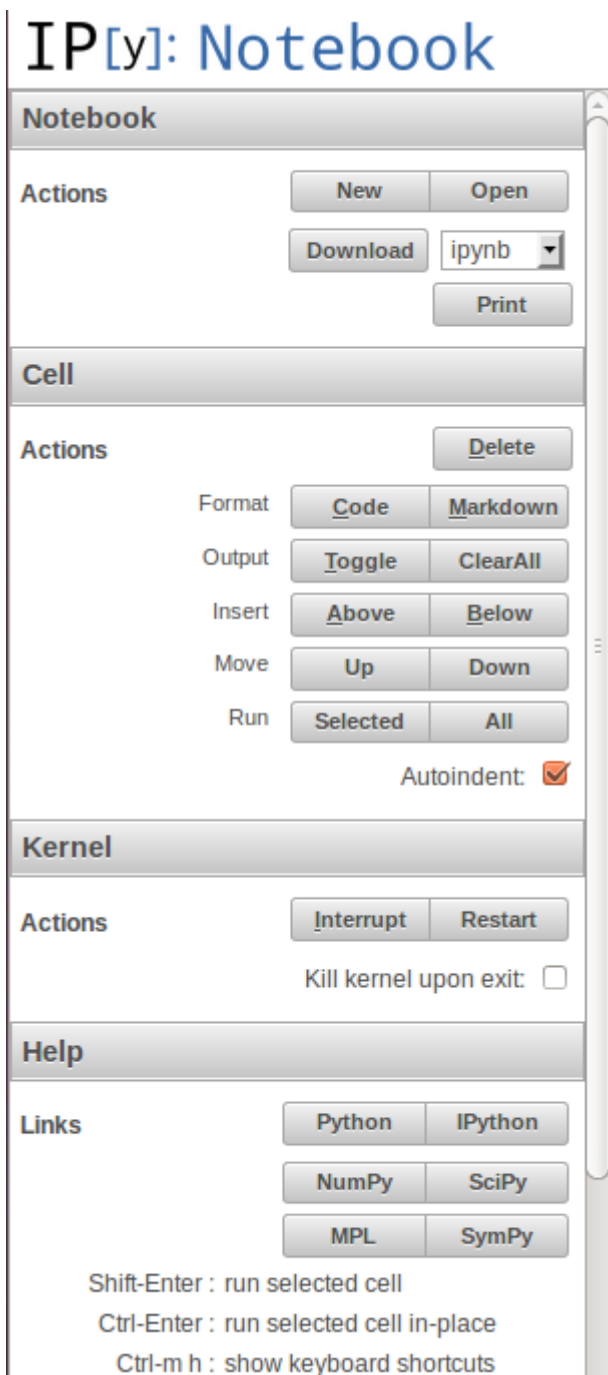 IP[y]: Notebook
Notebook
Actions New Open
Download ipynb
Print
Cell
Actions Delete
Format Code Markdown
Output Toggle ClearAll
Insert Above Below
Move Up Down
Run Selected All
Autoindent:
Kernel
Actions Interrupt Restart
Kill kernel upon exit:
Help
Links Python IPython
NumPy SciPy
MPL SymPy
Shift-Enter : run selected cell
Ctrl-Enter : run selected cell in-place
Ctrl-m h : show keyboard shortcuts